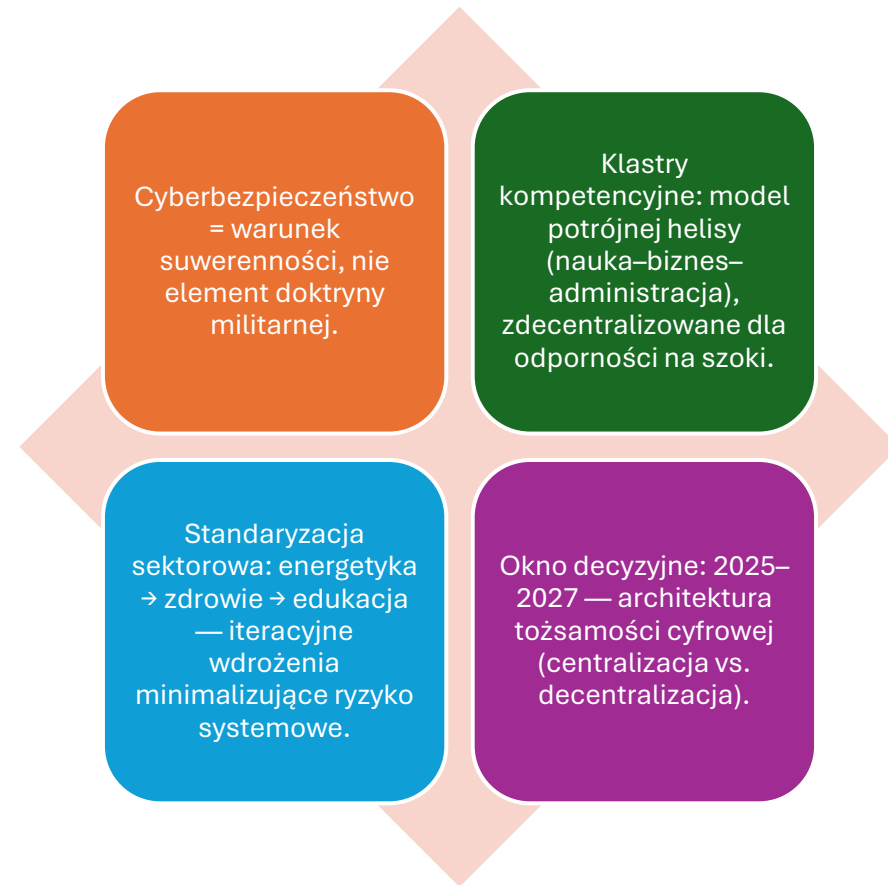 Cyberbezpieczeństwo
= warunek
suwerenności, nie
element doktryny
militarnej.
Klastry
kompetencyjne: model
potrójnej helisy
(nauka–biznes–
administracja),
zdecentralizowane dla
odporności na szoki.
Standaryzacja
sektorowa: energetyka
→ zdrowie → edukacja
— iteracyjne
wdrożenia
minimalizujące ryzyko
systemowe.
Okno decyzyjne: 2025–
2027 — architektura
tożsamości cyfrowej
(centralizacja vs.
decentralizacja).